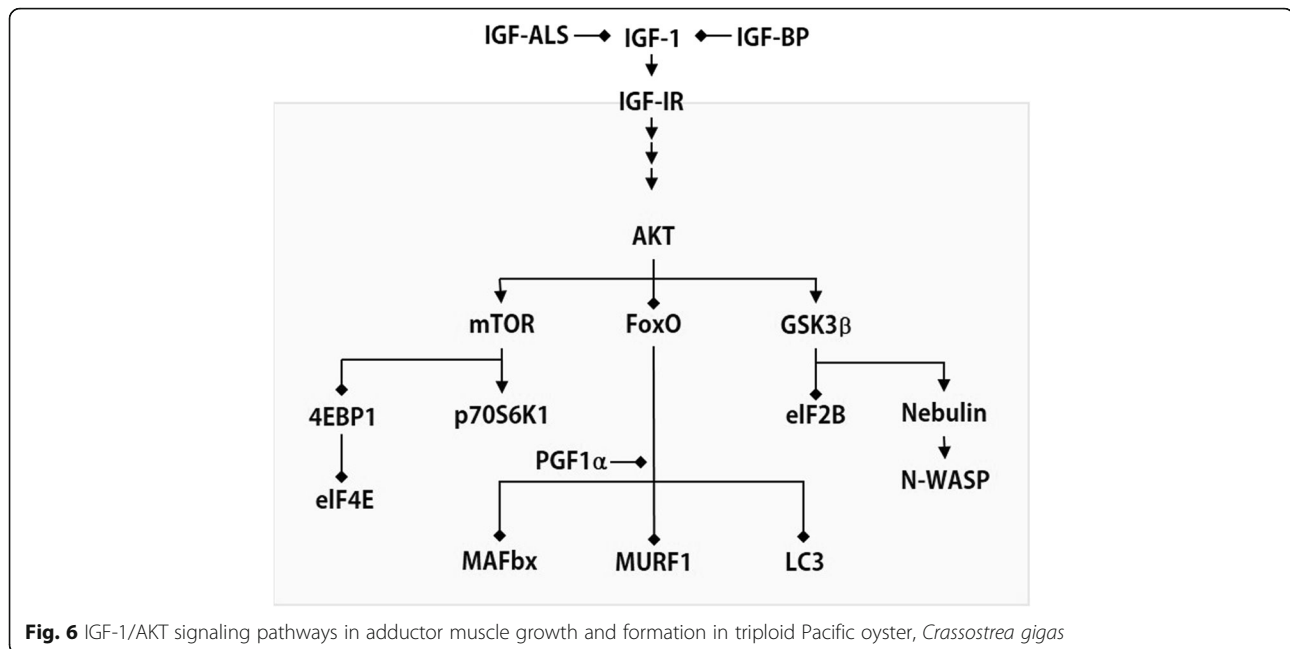 IGF-ALS IGF-1 IGF-BP
IGF-IR
AKT
mTOR FoxO GSK3β
4EBP1 p70S6K1 eIF2B Nebulin
PGF1α N-WASP
eIF4E
MAFbx MURF1 LC3
Fig. 6 IGF-1/AKT signaling pathways in adductor muscle growth and formation in triploid Pacific oyster, Crassostrea gigas